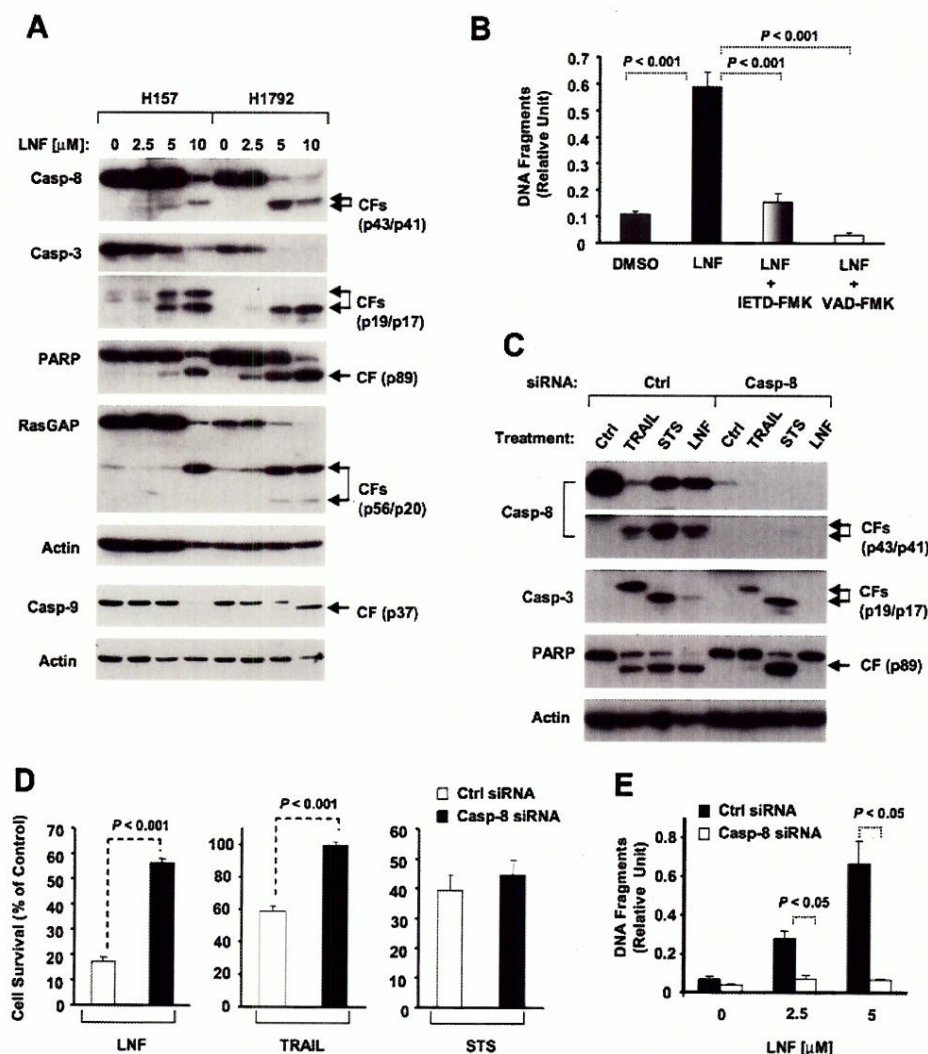 A
H157 H1792
LNF [μM]: 0 2.5 5 10 0 2.5 5 10
Casp-8
CFs
(p43/p41)
Casp-3
CFs
(p19/p17)
PARP
CF (p89)
RasGAP
CFs
(p56/p20)
Actin
Casp-9
CF (p37)
Actin
B
P < 0.001
P < 0.001 P < 0.001
DNA Fragments
(Relative Unit)
0.7
0.6
0.5
0.4
0.3
0.2
0.1
0
DMSO LNF LNF LNF
+ +
IETD-FMK VAD-FMK
C
siRNA: Ctrl Casp-8
Treatment: Ctrl TRAIL STS LNF Ctrl TRAIL STS LNF
Casp-8
CFs
(p43/p41)
Casp-3
CFs
(p19/p17)
PARP
CF (p89)
Actin
D
Ctrl siRNA
Casp-8 siRNA
Cell Survival (% of Control)
P < 0.001
70
60
50
40
30
20
10
0
LNF
P < 0.001
100
80
60
40
20
0
TRAIL
60
50
40
30
20
10
0
STS
E
Ctrl siRNA
Casp-8 siRNA
P < 0.05
P < 0.05
DNA Fragments
(Relative Unit)
0.8
0.6
0.4
0.2
0
0 2.5 5
LNF [μM]